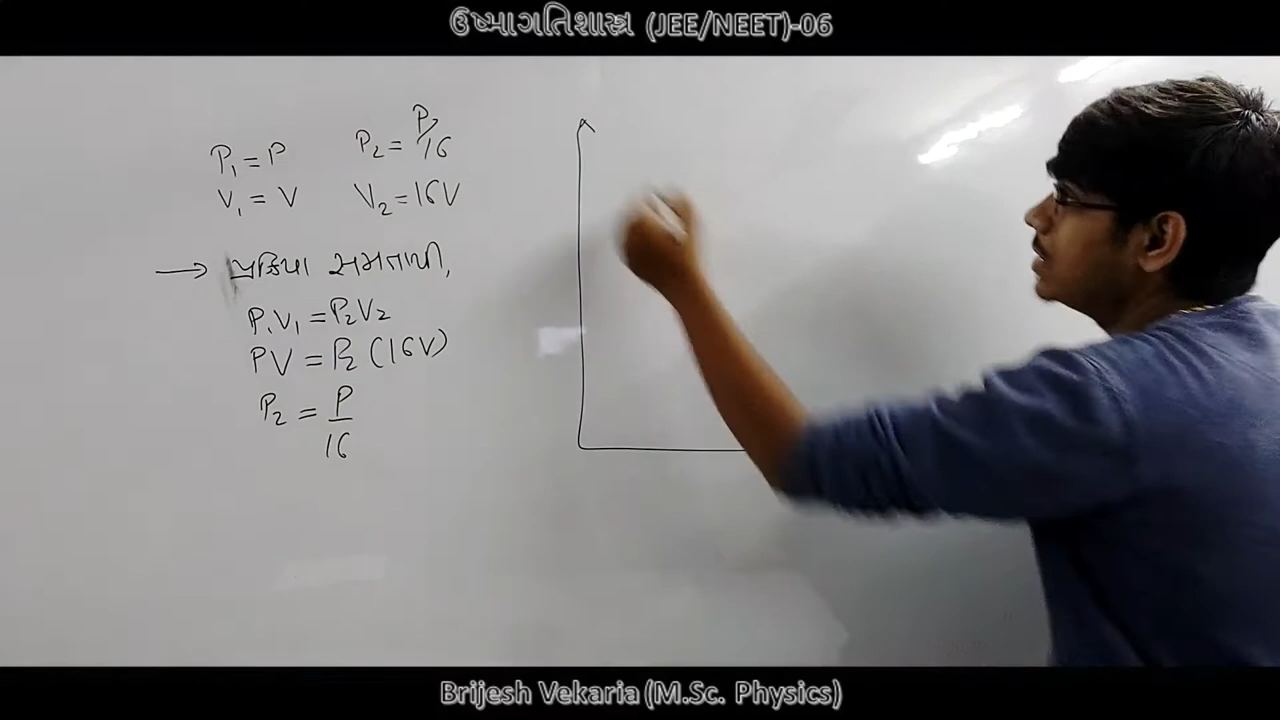 ઉષ્માગતિશાસ્ત્ર (JEE/NEET)-06
P₁ = P P₂ = P/16
V₁ = V V₂ = 16V
→ પ્રક્રિયા સમતાપી,
P₁V₁ = P₂V₂
PV = P₂ (16V)
P₂ = P/16
Brijesh Vekaria (M.Sc. Physics)